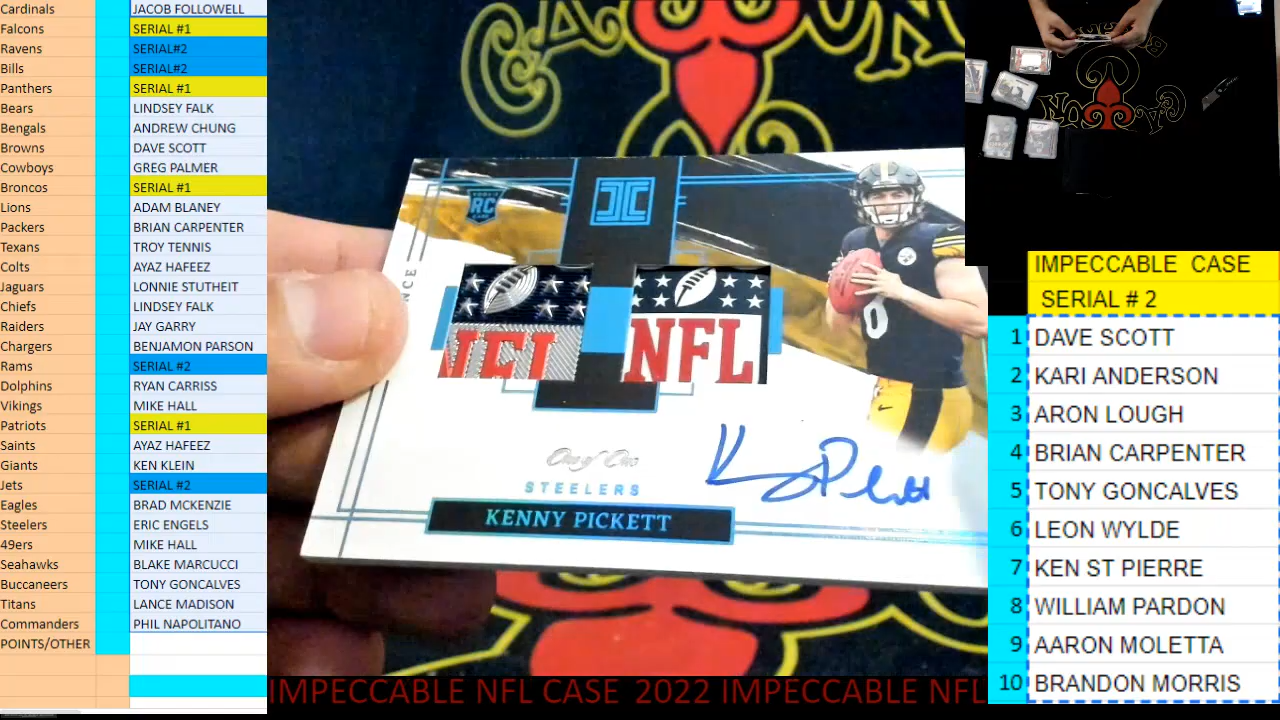 Cardinals JACOB FOLLOWELL
Falcons SERIAL #1
Ravens SERIAL#2
Bills SERIAL#2
Panthers SERIAL #1
Bears LINDSEY FALK
Bengals ANDREW CHUNG
Browns DAVE SCOTT
Cowboys GREG PALMER
Broncos SERIAL #1
Lions ADAM BLANEY
Packers BRIAN CARPENTER
Texans TROY TENNIS
Colts AYAZ HAFEEZ
Jaguars LONNIE STUTHEIT
Chiefs LINDSEY FALK
Raiders JAY GARRY
Chargers BENJAMON PARSON
Rams SERIAL #2
Dolphins RYAN CARRISS
Vikings MIKE HALL
Patriots SERIAL #1
Saints AYAZ HAFEEZ
Giants KEN KLEIN
Jets SERIAL #2
Eagles BRAD MCKENZIE
Steelers ERIC ENGELS
49ers MIKE HALL
Seahawks BLAKE MARCUCCI
Buccaneers TONY GONCALVES
Titans LANCE MADISON
Commanders PHIL NAPOLITANO
POINTS/OTHER
RC
NFL
NFL
0
One of One
STEELERS
KENNY PICKETT
IMPECCABLE NFL CASE 2022 IMPECCABLE NFL
IMPECCABLE CASE
SERIAL # 2
1 DAVE SCOTT
2 KARI ANDERSON
3 ARON LOUGH
4 BRIAN CARPENTER
5 TONY GONCALVES
6 LEON WYLDE
7 KEN ST PIERRE
8 WILLIAM PARDON
9 AARON MOLETTA
10 BRANDON MORRIS